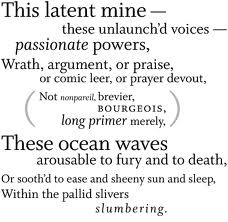 This latent mine —
these unlaunch'd voices —
passionate powers,
Wrath, argument, or praise,
or comic leer, or prayer devout,
(Not nonpareil, brevier,
BOURGEOIS,
long primer merely,)
These ocean waves
arousable to fury and to death,
Or sooth'd to ease and sheeny sun and sleep,
Within the pallid slivers
slumbering.